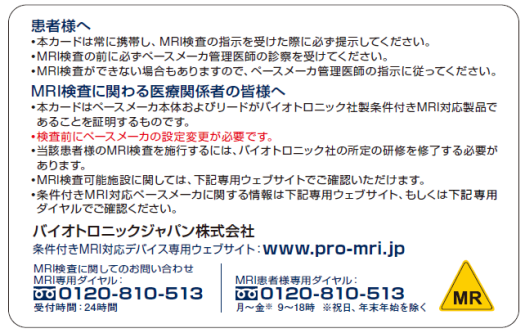 患者様へ
・本カードは常に携帯し、MRI検査の指示を受けた際に必ず提示してください。
・MRI検査の前に必ずペースメーカ管理医師の診察を受けてください。
・MRI検査ができない場合もありますので、ペースメーカ管理医師の指示に従ってください。
MRI検査に関わる医療関係者の皆様へ
・本カードはペースメーカ本体およびリードがバイオトロニック社製条件付きMRI対応製品で
あることを証明するものです。
・検査前にペースメーカの設定変更が必要です。
・当該患者様のMRI検査を施行するには、バイオトロニック社の所定の研修を修了する必要が
あります。
・MRI検査可能施設に関しては、下記専用ウェブサイトでご確認いただけます。
・条件付きMRI対応ペースメーカに関する情報は下記専用ウェブサイト、もしくは下記専用
ダイヤルでご確認ください。
バイオトロニックジャパン株式会社
条件付きMRI対応デバイス専用ウェブサイト：www.pro-mri.jp
MRI検査に関してのお問い合わせ
MRI専用ダイヤル：
0120-810-513
受付時間：24時間
MRI患者様専用ダイヤル：
0120-810-513
月〜金※ 9〜18時 ※祝日、年末年始を除く
MR